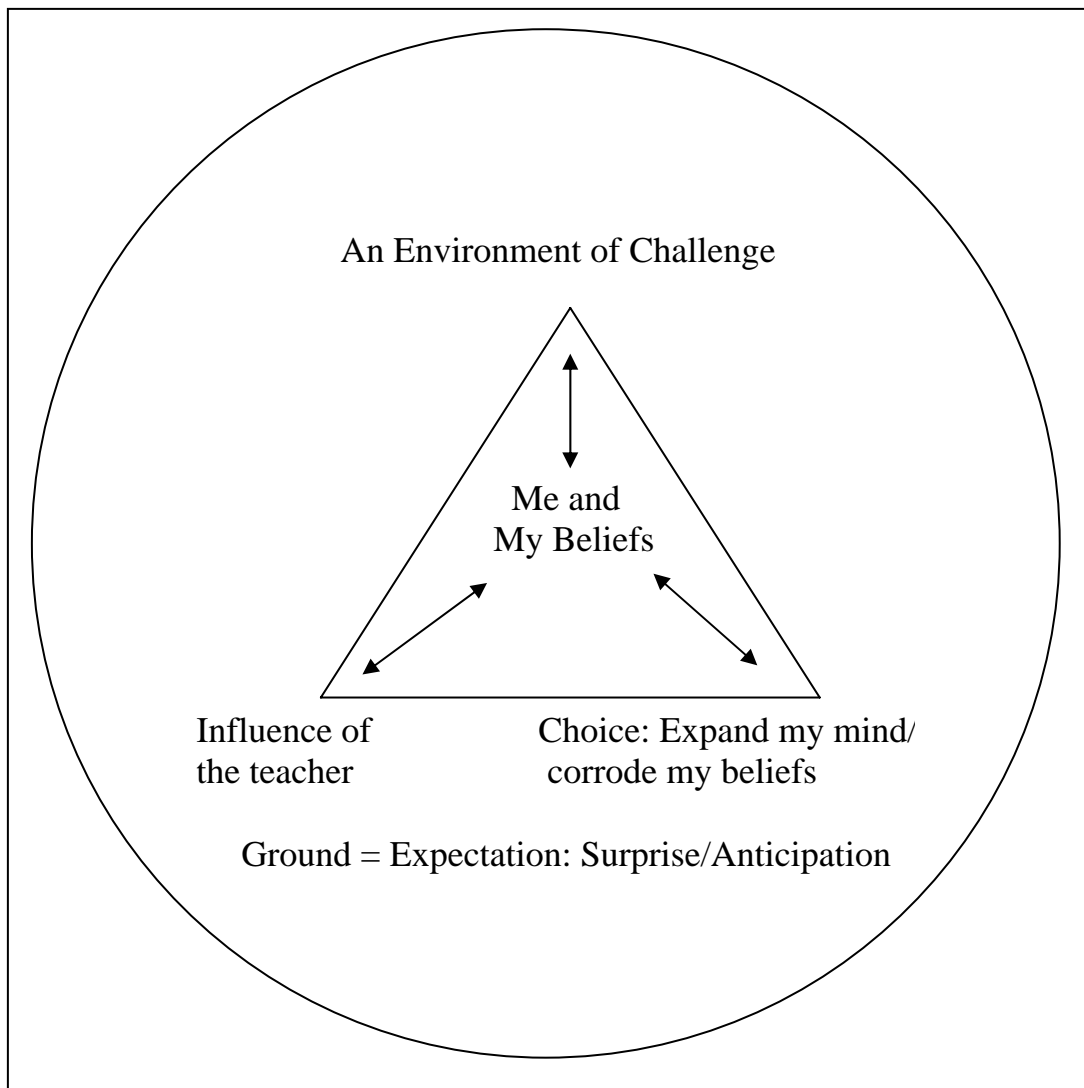 An Environment of Challenge
Me and
My Beliefs
Influence of
the teacher
Choice: Expand my mind/
corrode my beliefs
Ground = Expectation: Surprise/Anticipation